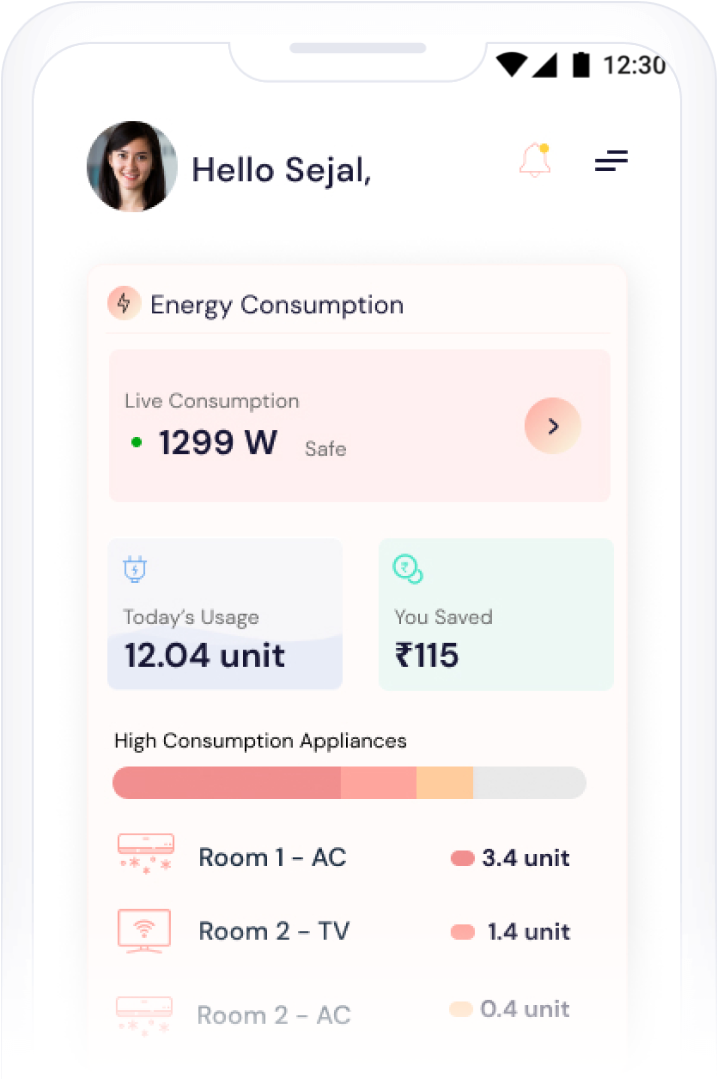 12:30
Hello Sejal,
Energy Consumption
Live Consumption
1299 W Safe
Today’s Usage
12.04 unit
You Saved
₹115
High Consumption Appliances
Room 1 - AC 3.4 unit
Room 2 - TV 1.4 unit
Room 2 - AC 0.4 unit